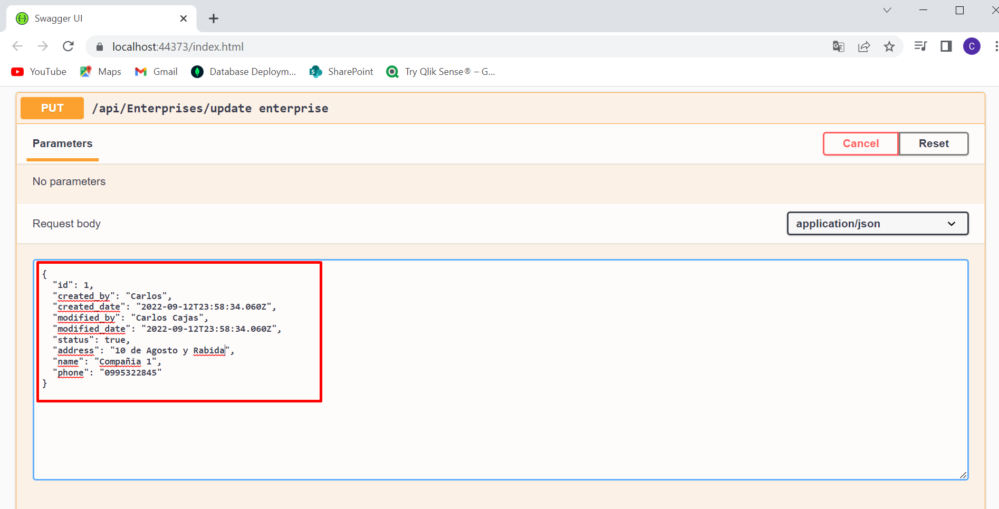 Swagger UI
localhost:44373/index.html
C
YouTube Maps Gmail Database Deploym... SharePoint Try Qlik Sense® – G...
PUT /api/Enterprises/update enterprise
Parameters Cancel Reset
No parameters
Request body application/json
{
"id": 1,
"created_by": "Carlos",
"created_date": "2022-09-12T23:58:34.060Z",
"modified_by": "Carlos Cajas",
"modified_date": "2022-09-12T23:58:34.060Z",
"status": true,
"address": "10 de Agosto y Rabida",
"name": "Compañia 1",
"phone": "0995322845"
}